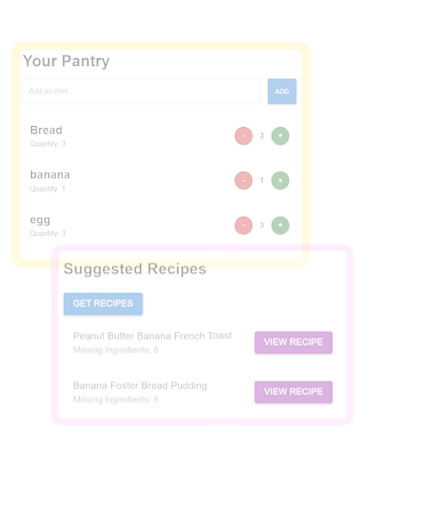 Your Pantry
Add an item
ADD
Bread
Quantity: 3
- 3 +
banana
Quantity: 1
- 1 +
egg
Quantity: 3
- 3 +
Suggested Recipes
GET RECIPES
Peanut Butter Banana French Toast
Missing Ingredients: 5
VIEW RECIPE
Banana Foster Bread Pudding
Missing Ingredients: 6
VIEW RECIPE